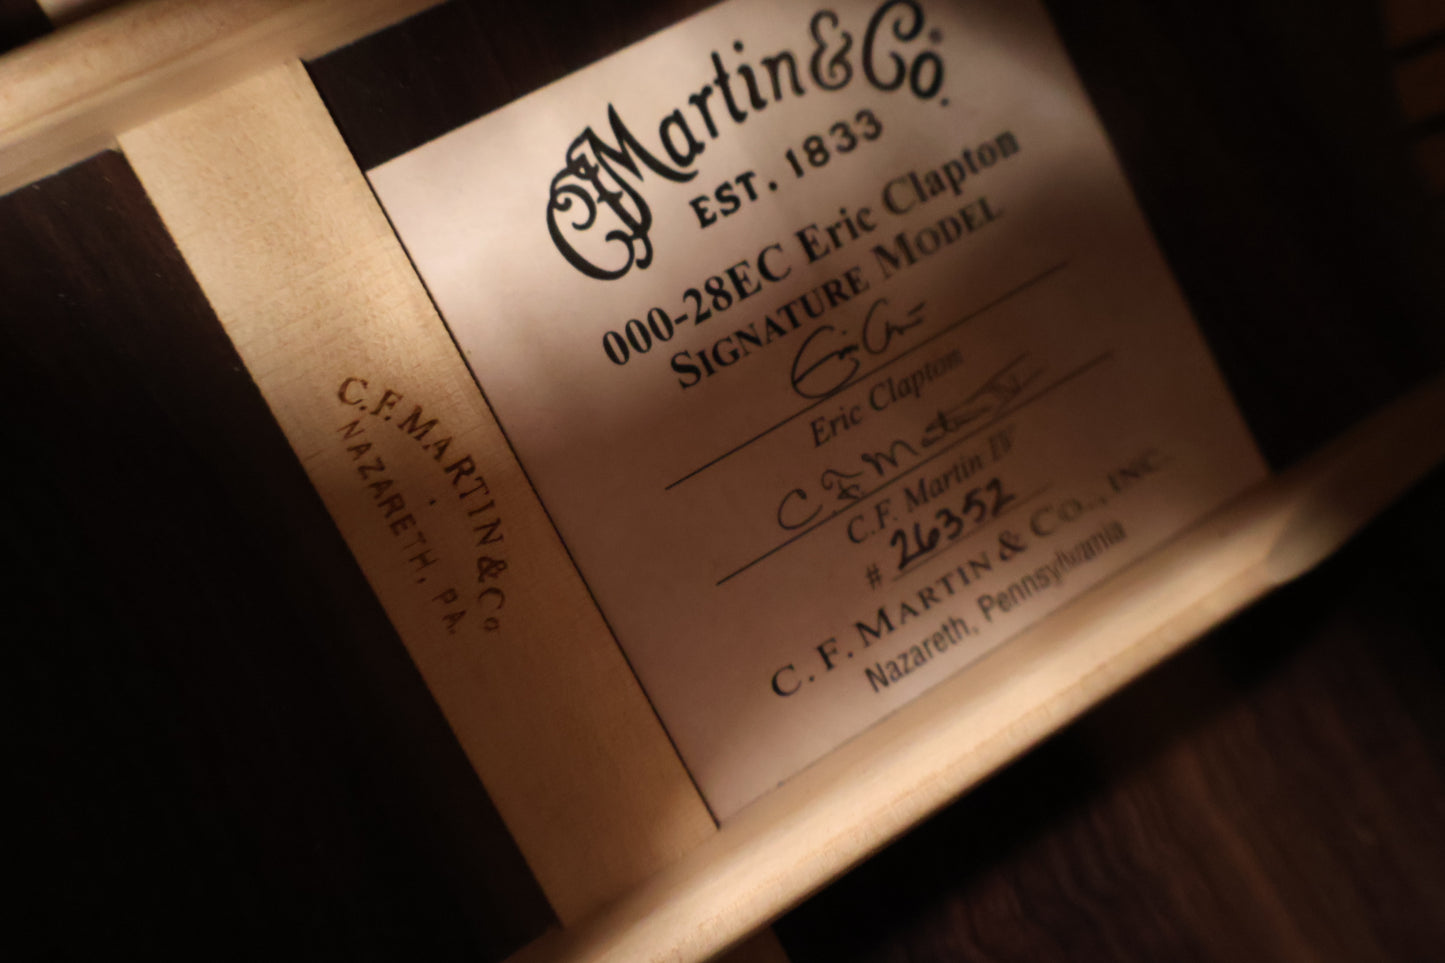 CFMartin & Co.®
EST. 1833
000-28EC Eric Clapton
SIGNATURE MODEL
Eric Clapton
C.F. Martin IV
# 26352
C. F. MARTIN & CO., INC.
Nazareth, Pennsylvania
C.F. MARTIN & Co
NAZARETH, PA.